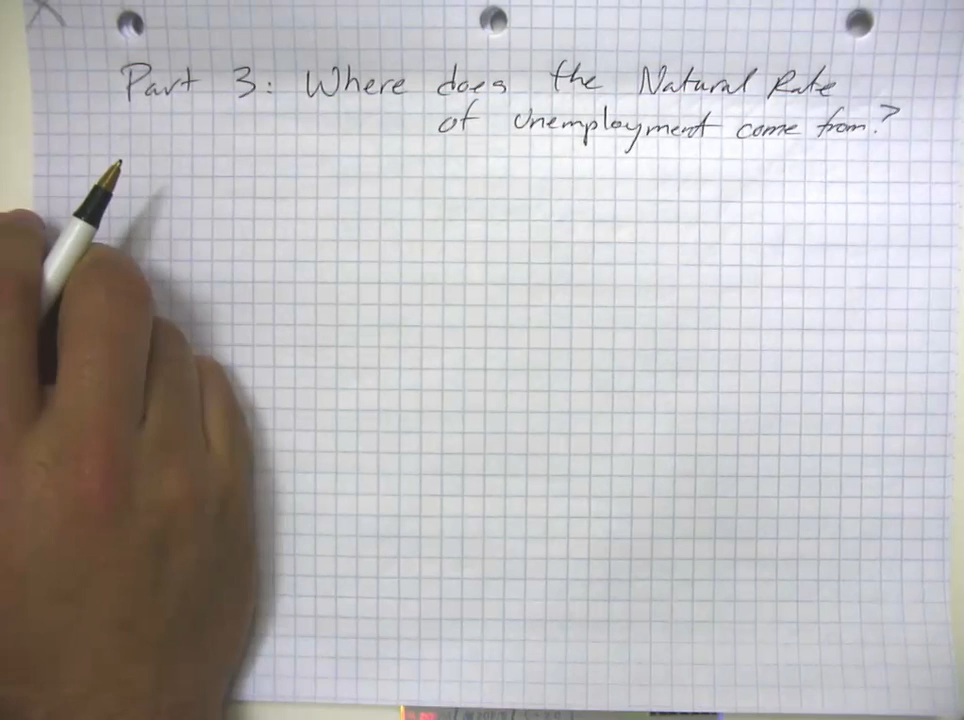 Part 3: Where does the Natural Rate
of Unemployment come from?